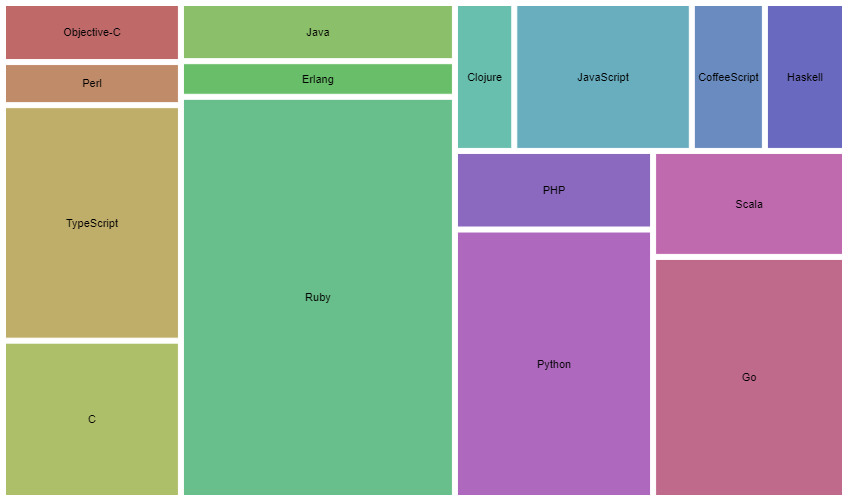 Objective-C
Perl
TypeScript
C
Java
Erlang
Ruby
Clojure
JavaScript
CoffeeScript
Haskell
PHP
Python
Scala
Go